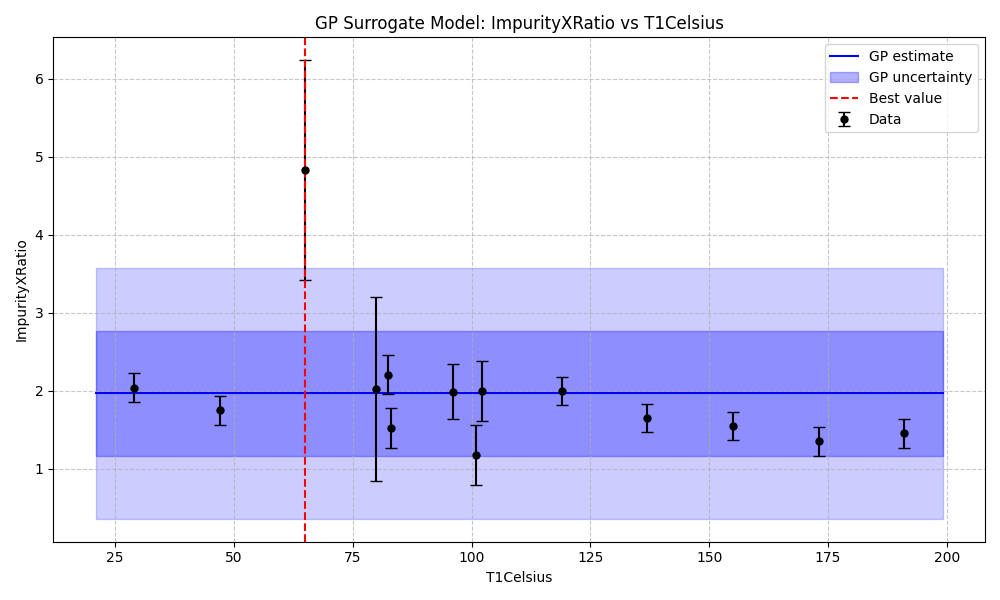 GP Surrogate Model: ImpurityXRatio vs T1Celsius
GP estimate
GP uncertainty
Best value
Data
ImpurityXRatio
6
5
4
3
2
1
25
50
75
100
125
150
175
200
T1Celsius